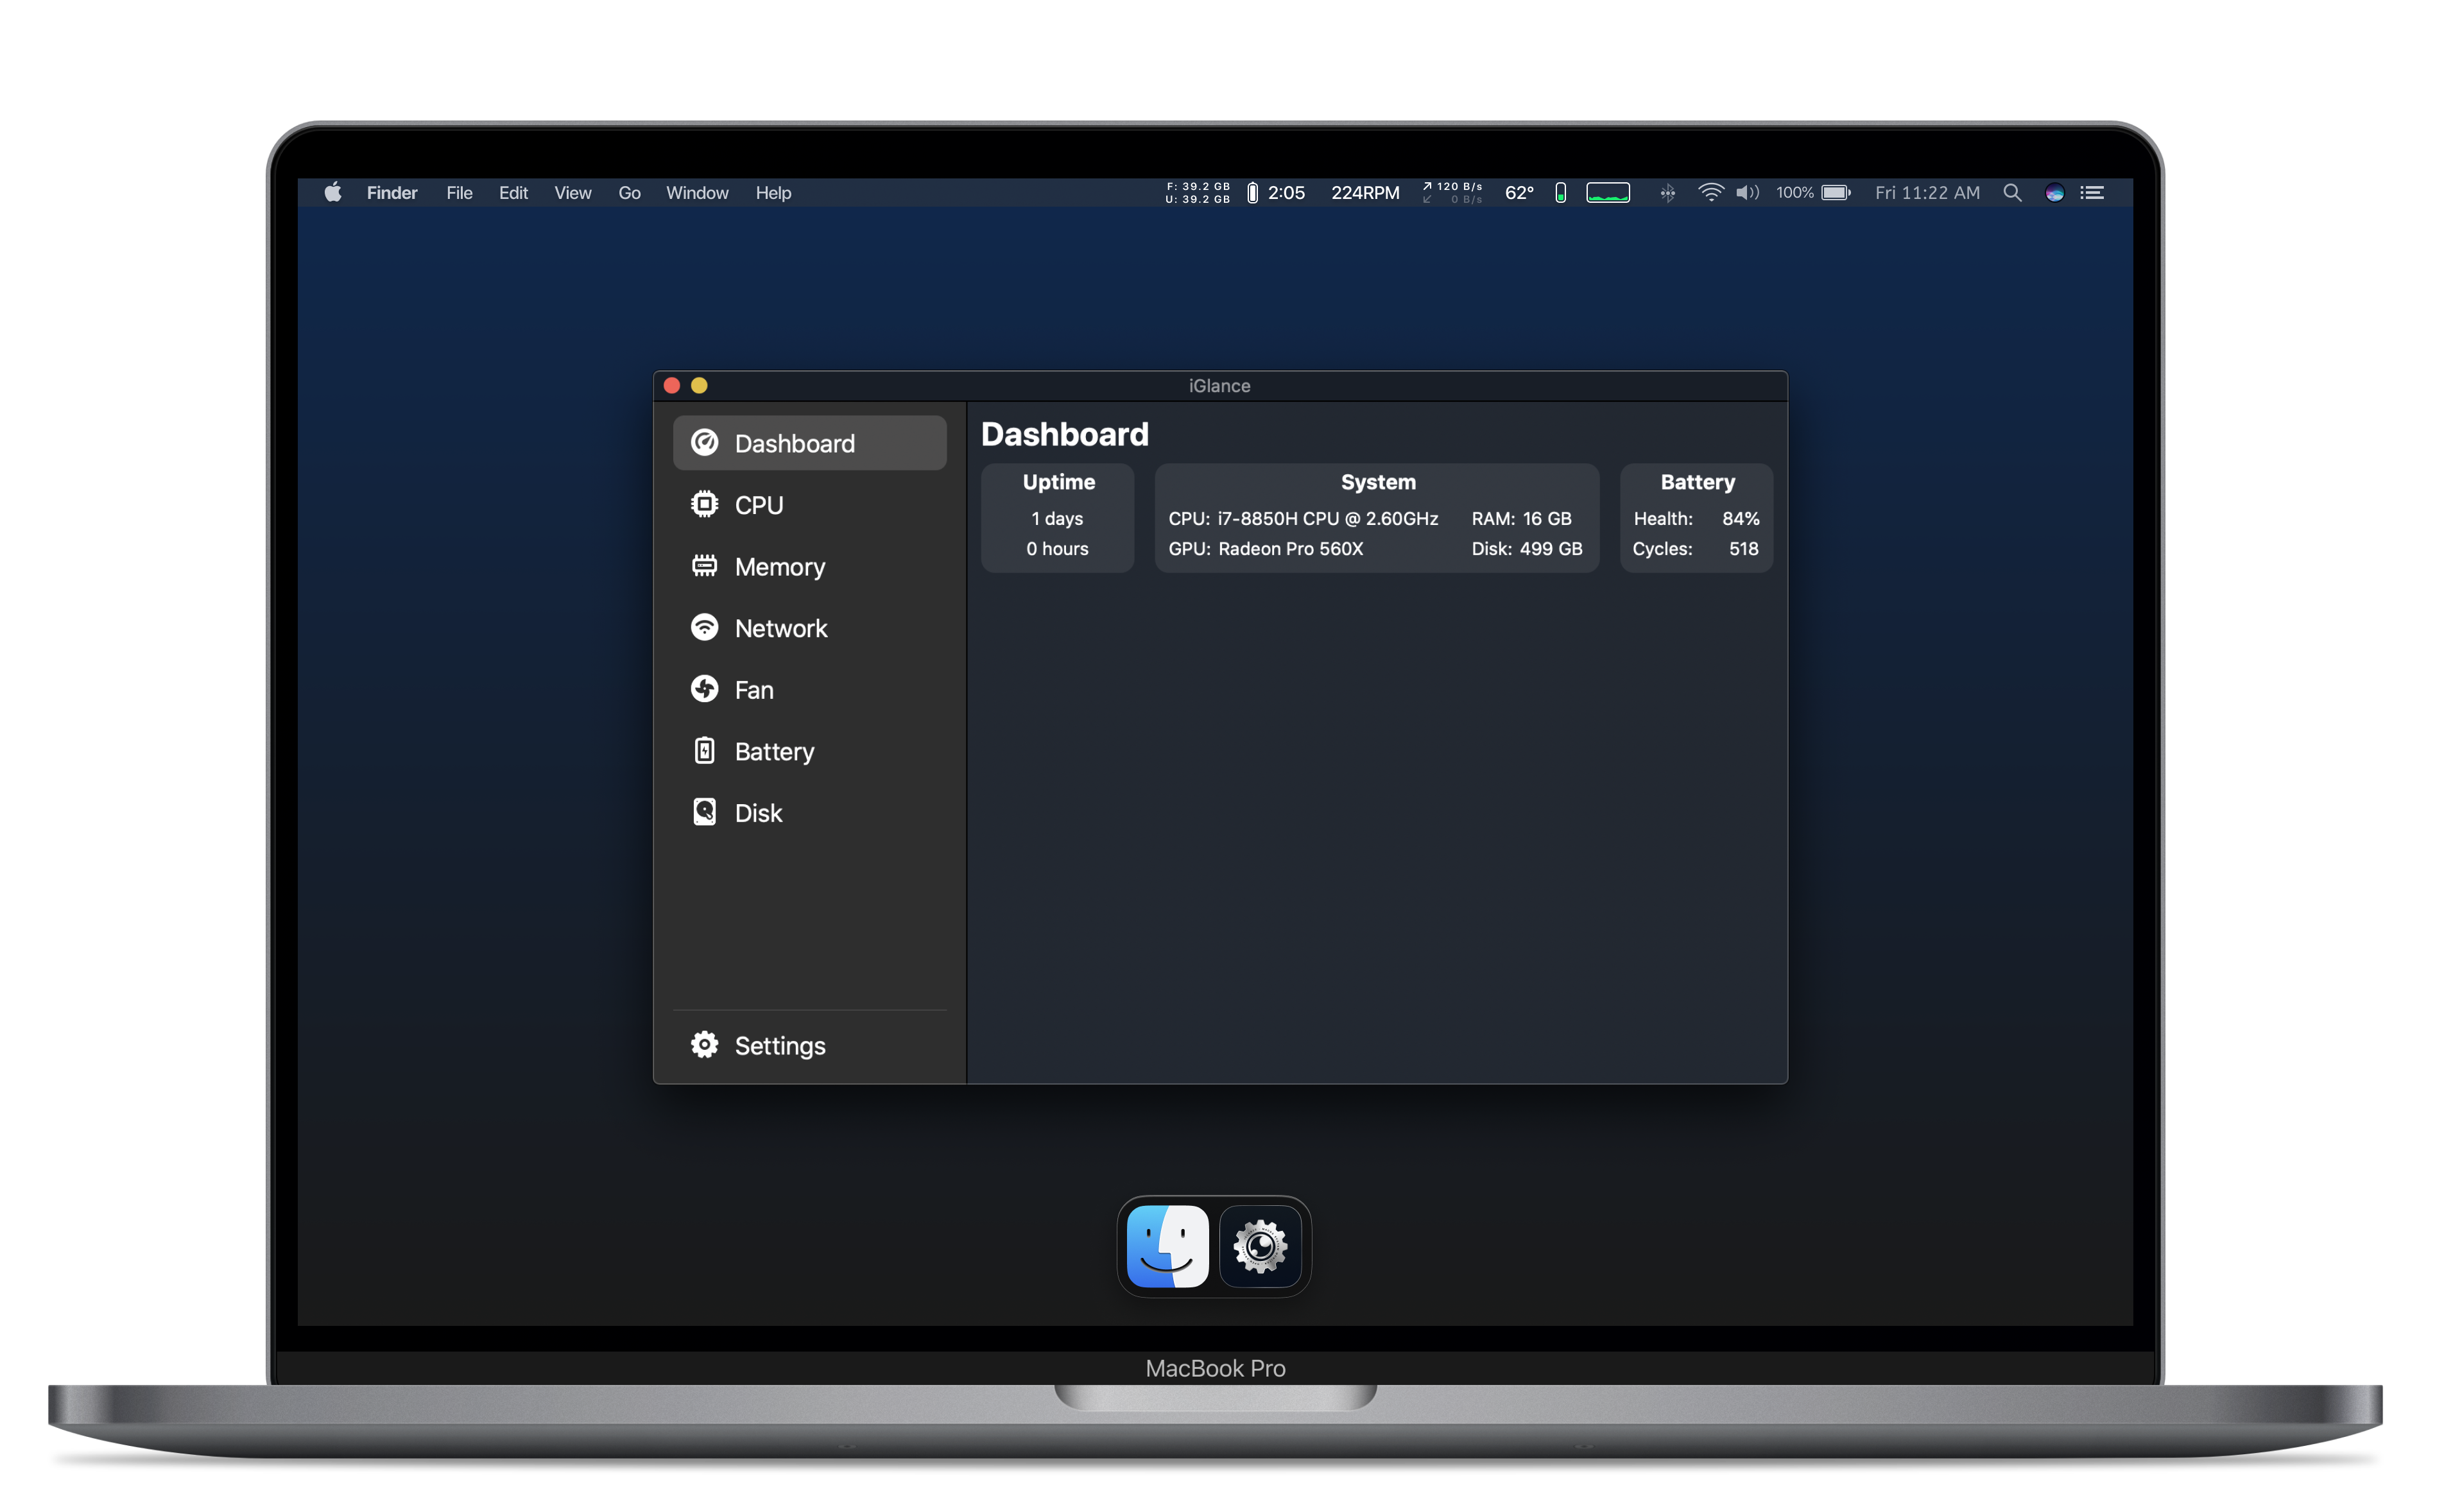 Finder File Edit View Go Window Help
F: 39.2 GB
U: 39.2 GB
2:05
224RPM
120 B/s
0 B/s
62°
100%
Fri 11:22 AM
iGlance
Dashboard
CPU
Memory
Network
Fan
Battery
Disk
Settings
Dashboard
Uptime
1 days
0 hours
System
CPU: i7-8850H CPU @ 2.60GHz RAM: 16 GB
GPU: Radeon Pro 560X Disk: 499 GB
Battery
Health: 84%
Cycles: 518
MacBook Pro